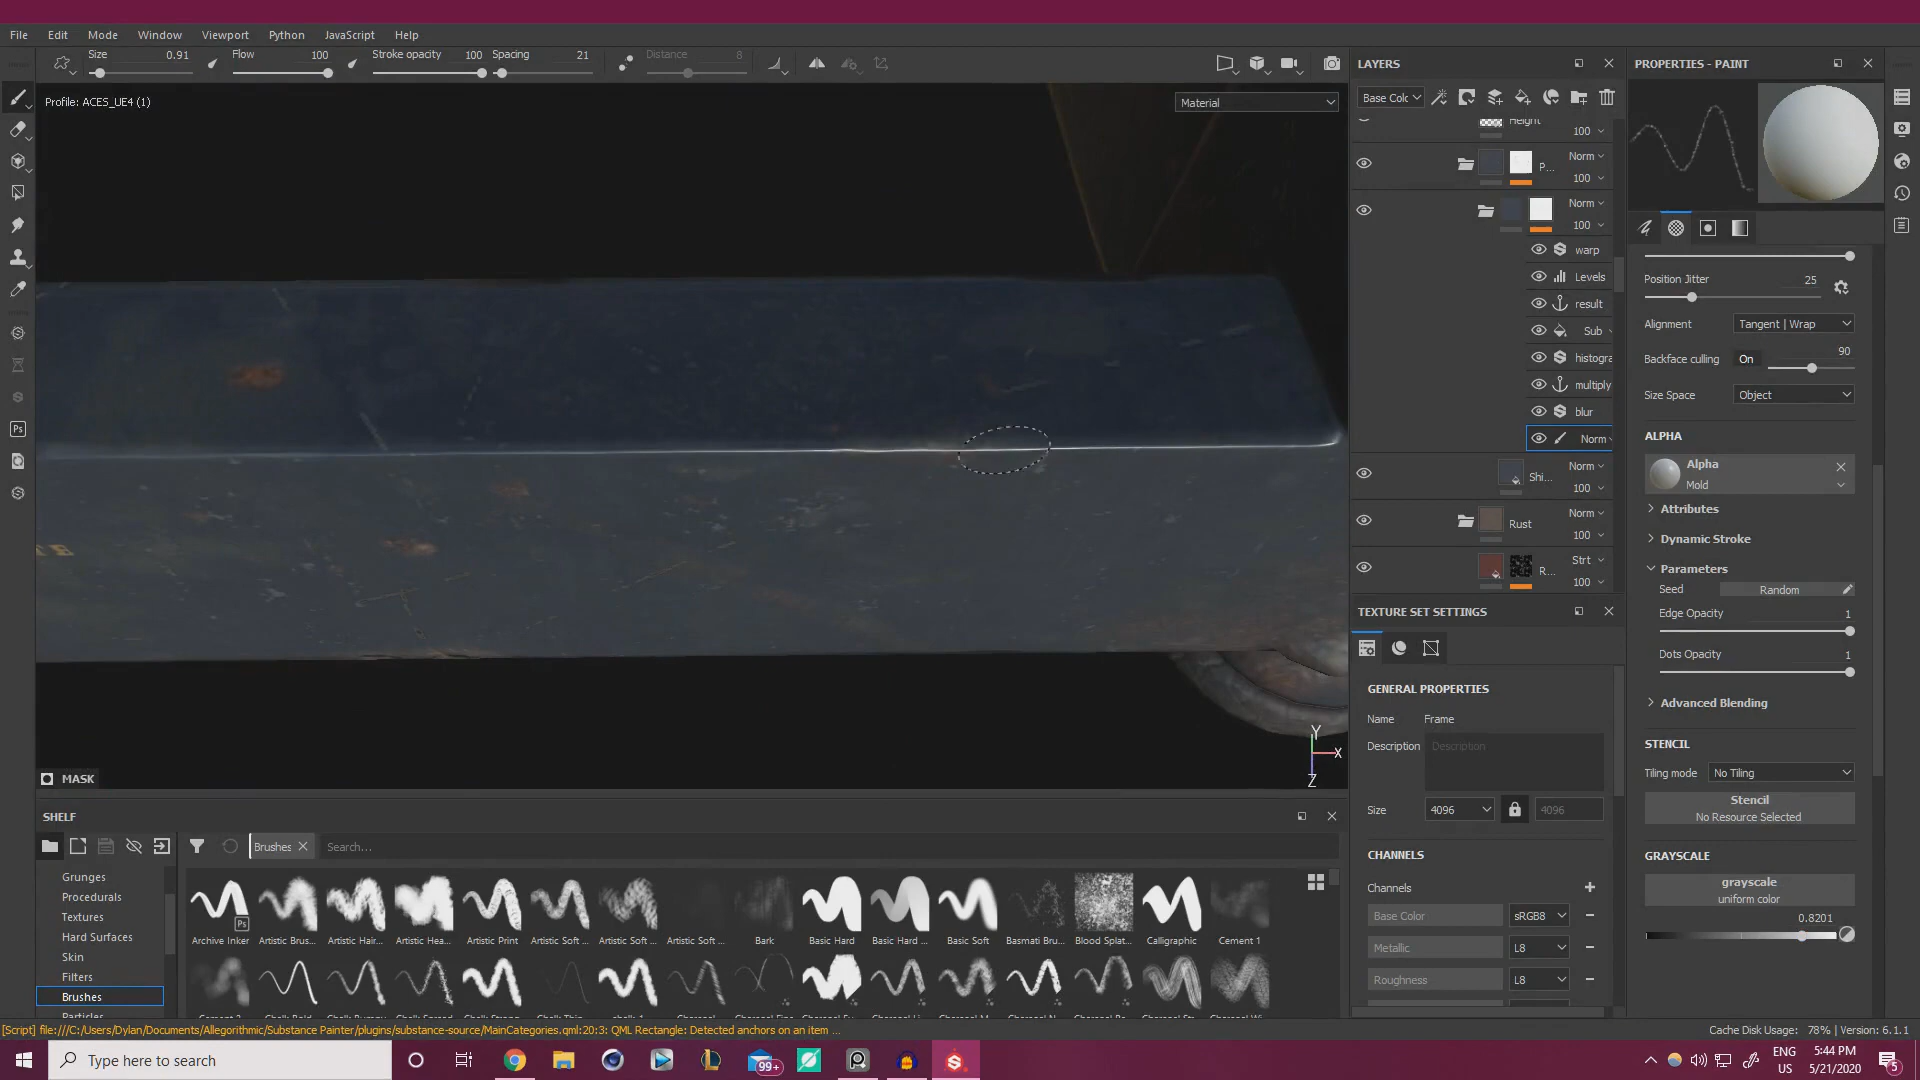 File Edit Mode Window Viewport Python JavaScript Help
Size 0.91 Flow 100 Stroke opacity 100 Spacing 21 Distance 8
Profile: ACES_UE4 (1)
Material
MASK
Y
X
Z
LAYERS
Base Colc
Height
100
Norm
P...
100
Norm
100
warp
Levels
result
Sub
histogra
multiply
blur
Norm
Norm
Shi...
100
Norm
Rust
100
Strt
R...
100
TEXTURE SET SETTINGS
GENERAL PROPERTIES
Name Frame
Description Description
Size 4096 4096
CHANNELS
Channels
Base Color sRGB8
Metallic L8
Roughness L8
PROPERTIES - PAINT
Position Jitter 25
Alignment Tangent | Wrap
Backface culling On 90
Size Space Object
ALPHA
Alpha
Mold
Attributes
Dynamic Stroke
Parameters
Seed Random
Edge Opacity 1
Dots Opacity 1
Advanced Blending
STENCIL
Tiling mode No Tiling
Stencil
No Resource Selected
GRAYSCALE
grayscale
uniform color
0.8201
SHELF
Brushes Search...
Grunges
Procedurals
Textures
Hard Surfaces
Skin
Filters
Brushes
Particles
Ps
Archive Inker Artistic Brus... Artistic Hair... Artistic Hea... Artistic Print Artistic Soft ... Artistic Soft ... Artistic Soft ... Bark Basic Hard Basic Hard ... Basic Soft Basmati Bru... Blood Splat... Calligraphic Cement 1
[Script] file:///C:/Users/Dylan/Documents/Allegorithmic/Substance Painter/plugins/substance-source/MainCategories.qml:20:3: QML Rectangle: Detected anchors on an item ...
Cache Disk Usage: 78% | Version: 6.1.1
Type here to search
99+
ENG
US
5:44 PM
5/21/2020
5